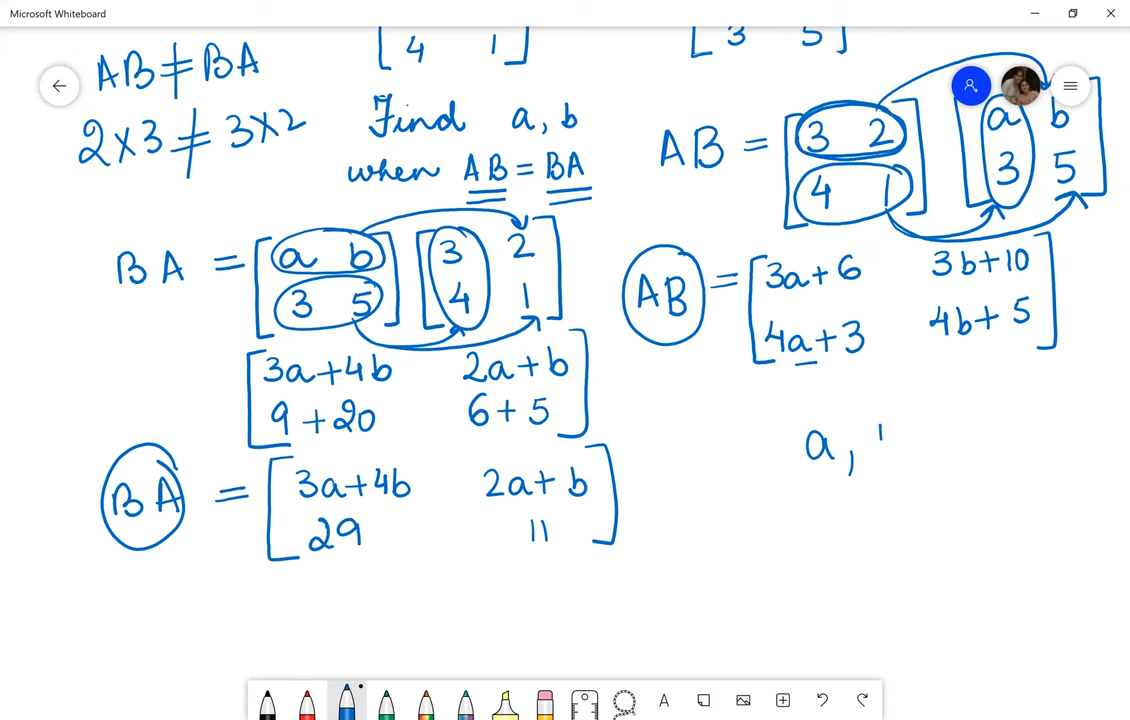 Microsoft Whiteboard
AB ≠ BA
2 x 3 ≠ 3 x 2
[ 4 1 ]
[ 3 5 ]
Find a, b
when AB = BA
AB = [ 3 2 ] [ a b ]
[ 4 1 ] [ 3 5 ]
BA = [ a b ] [ 3 2 ]
[ 3 5 ] [ 4 1 ]
AB = [ 3a+6 3b+10 ]
[ 4a+3 4b+5 ]
[ 3a+4b 2a+b ]
[ 9+20 6+5 ]
a,
BA = [ 3a+4b 2a+b ]
[ 29 11 ]
A